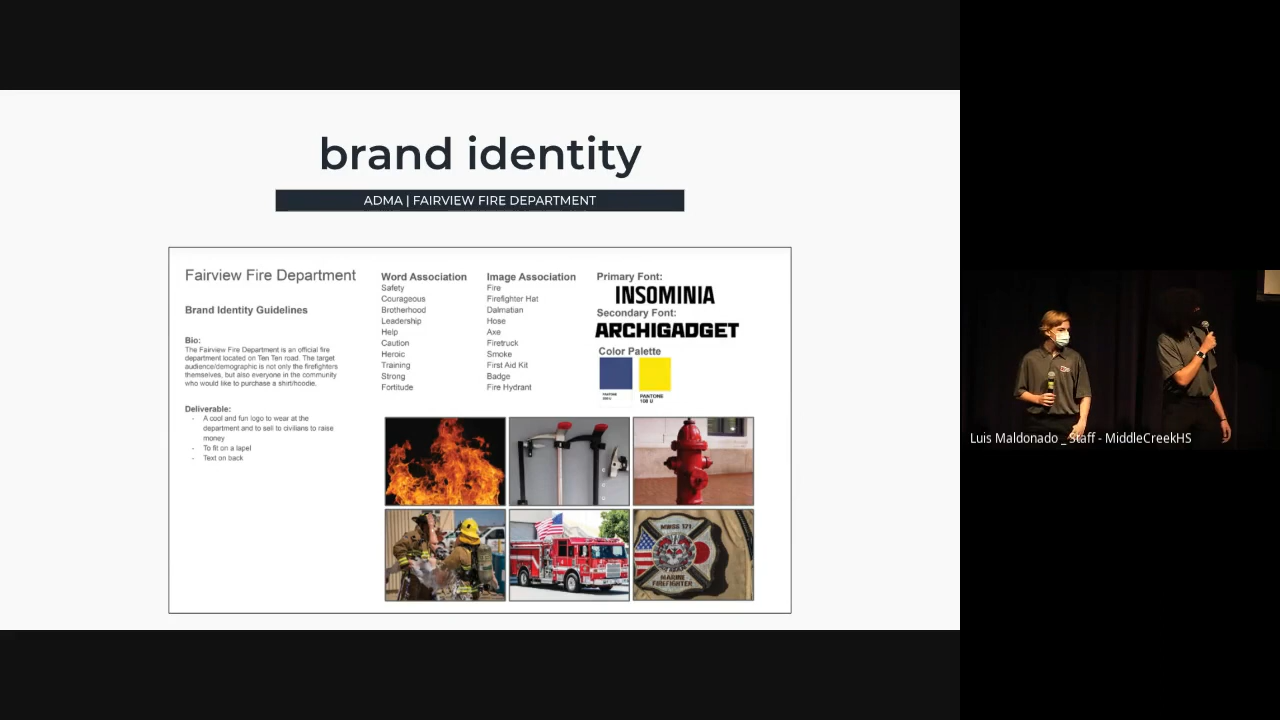 brand identity
ADMA | FAIRVIEW FIRE DEPARTMENT
Fairview Fire Department
Brand Identity Guidelines
Bio:
The Fairview Fire Department is an official fire
department located on Ten Ten road. The target
audience/demographic is not only the firefighters
themselves, but also everyone in the community
who would like to purchase a shirt/hoodie.
Deliverable:
- A cool and fun logo to wear at the
department and to sell to civilians to raise
money
- To fit on a lapel
- Text on back
Word Association
Safety
Courageous
Brotherhood
Leadership
Help
Caution
Heroic
Training
Strong
Fortitude
Image Association
Fire
Firefighter Hat
Dalmatian
Hose
Axe
Firetruck
Smoke
First Aid Kit
Badge
Fire Hydrant
Primary Font:
INSOMINIA
Secondary Font:
ARCHIGADGET
Color Palette
PANTONE
PANTONE
108 U
MWSS 171
MARINE
FIREFIGHTER
Luis Maldonado _ Staff - MiddleCreekHS